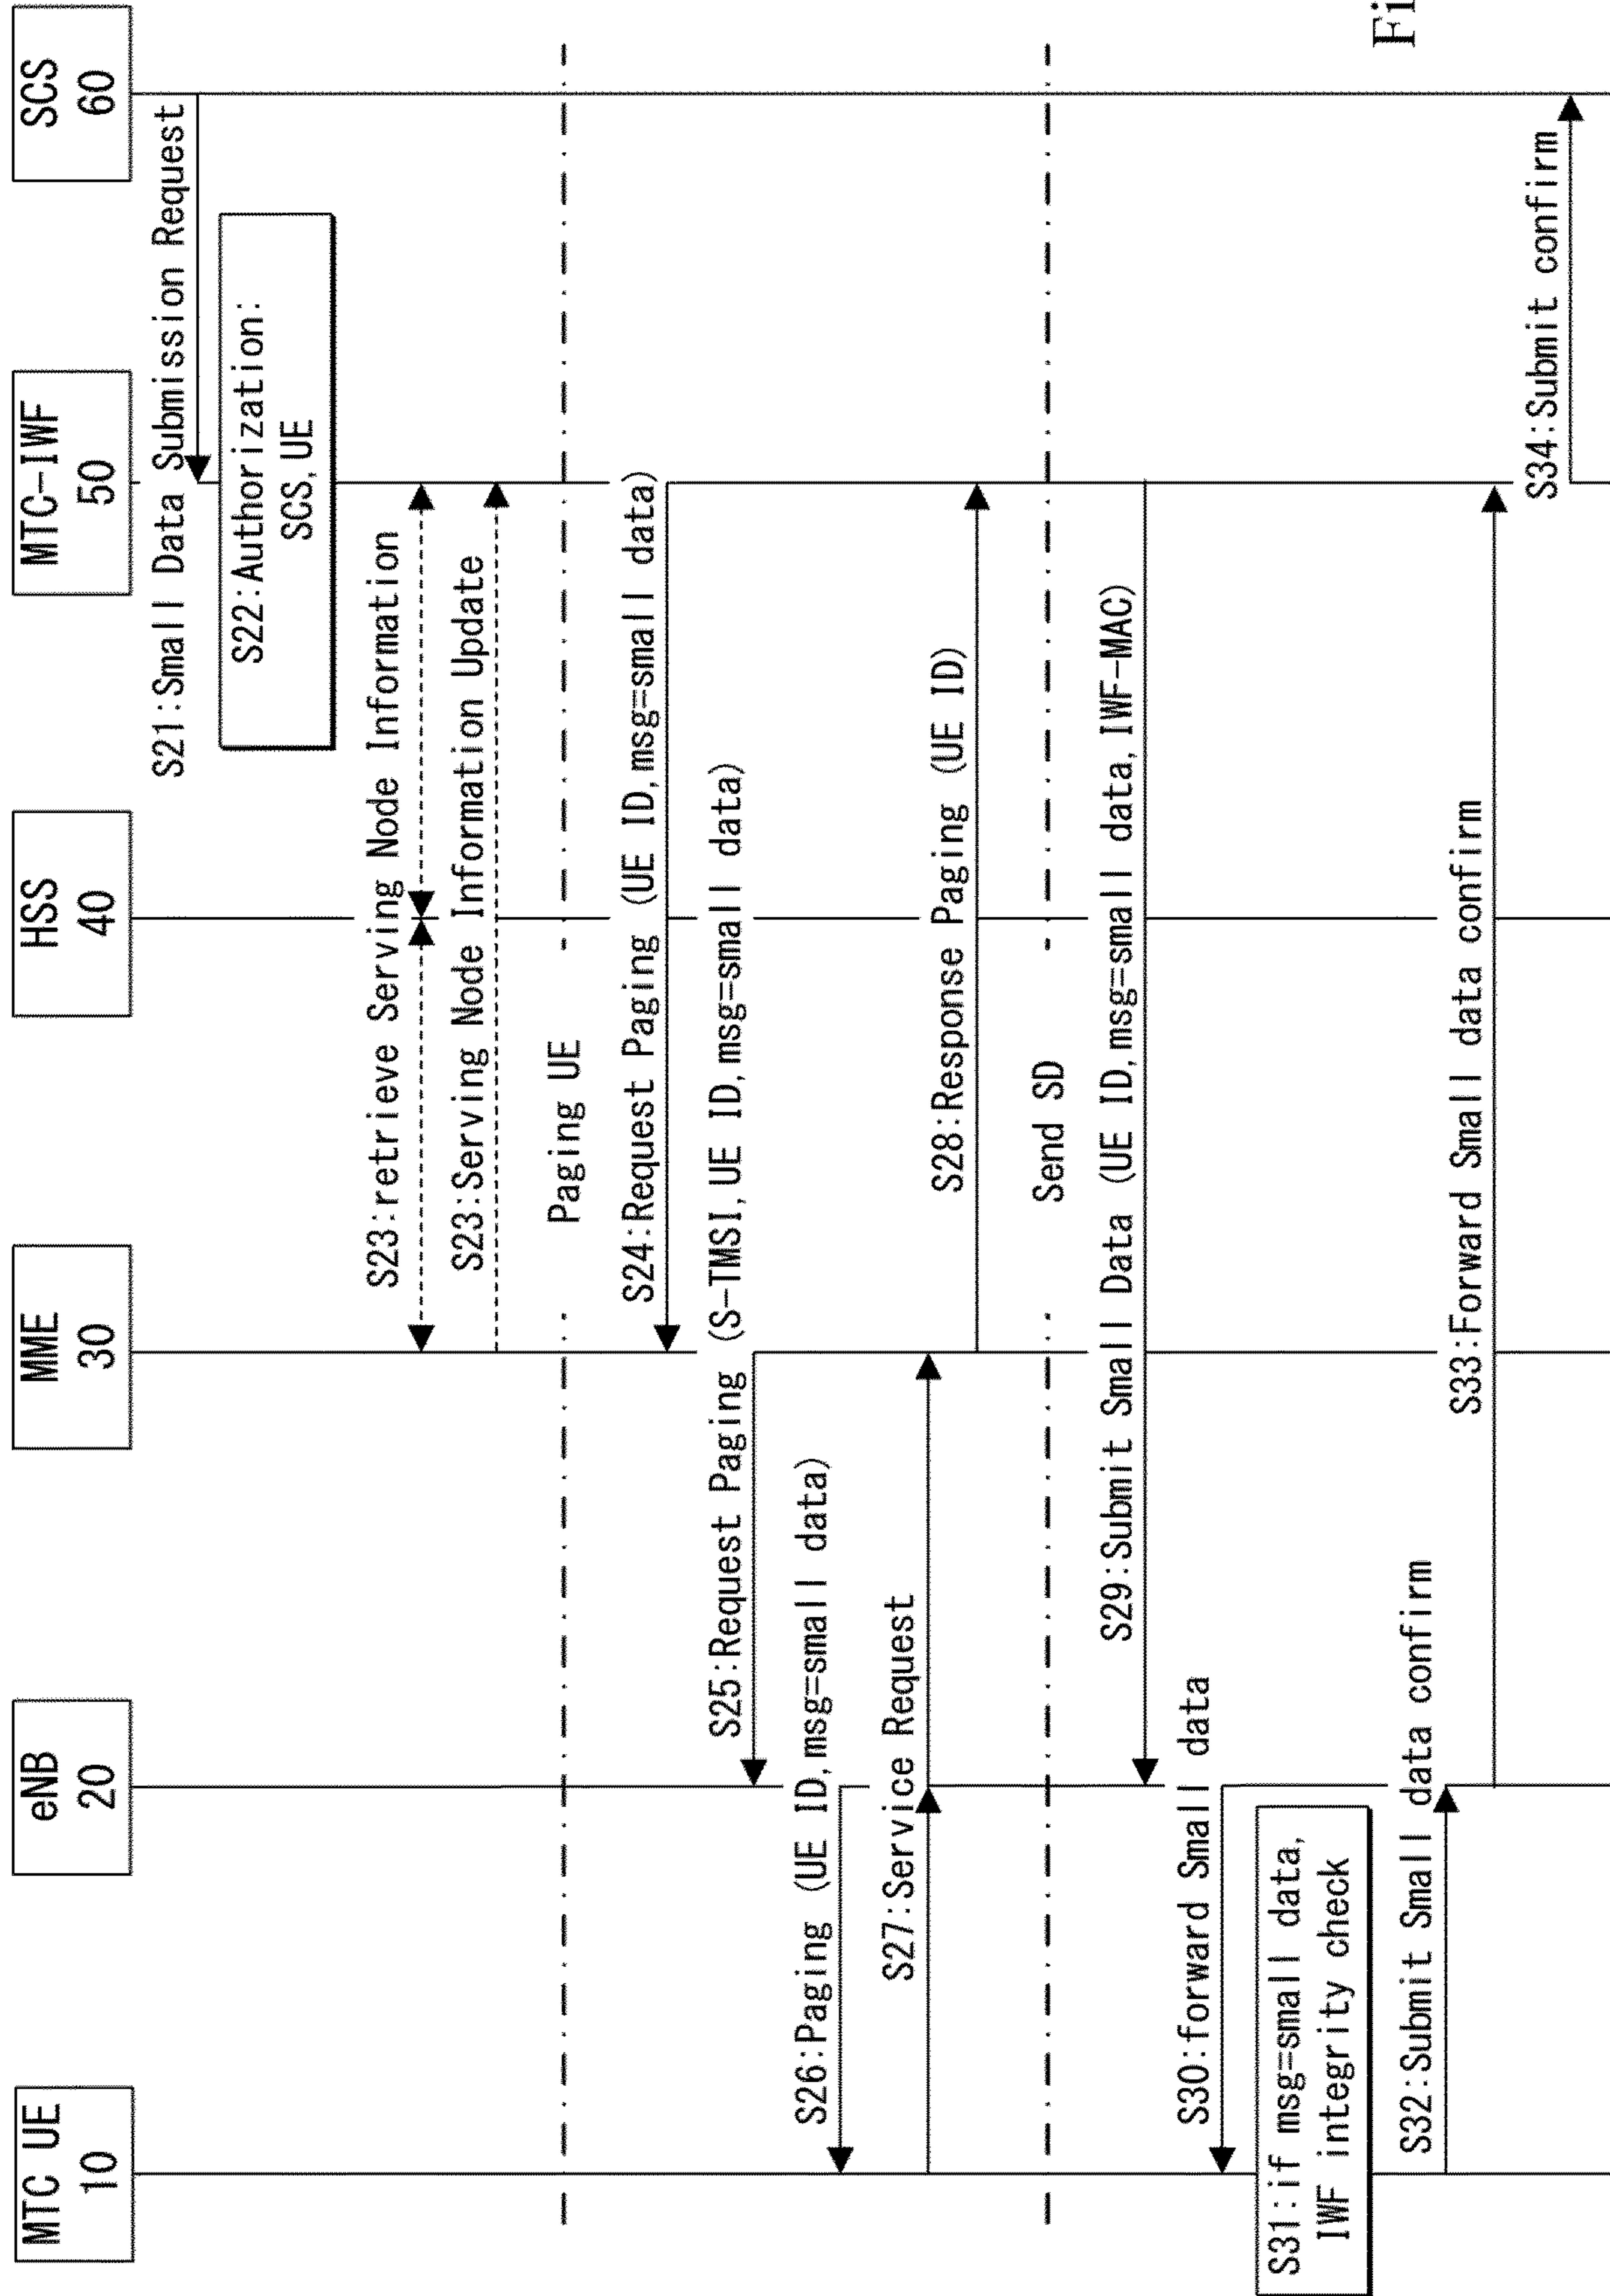 MTC UE
10
eNB
20
MME
30
HSS
40
MTC-IWF
50
SCS
60
S21:Small Data Submission Request
S22:Authorization:
SCS,UE
S23:retrieve Serving Node Information
S23:Serving Node Information Update
Paging UE
S24:Request Paging (UE ID,msg=small data)
S25:Request Paging (S-TMSI,UE ID,msg=small data)
S26:Paging (UE ID,msg=small data)
S27:Service Request
S28:Response Paging (UE ID)
Send SD
S29:Submit Small Data (UE ID,msg=small data,IWF-MAC)
S30:forward Small data
S31:if msg=small data,
IWF integrity check
S32:Submit Small data confirm
S33:Forward Small data confirm
S34:Submit confirm
Fi